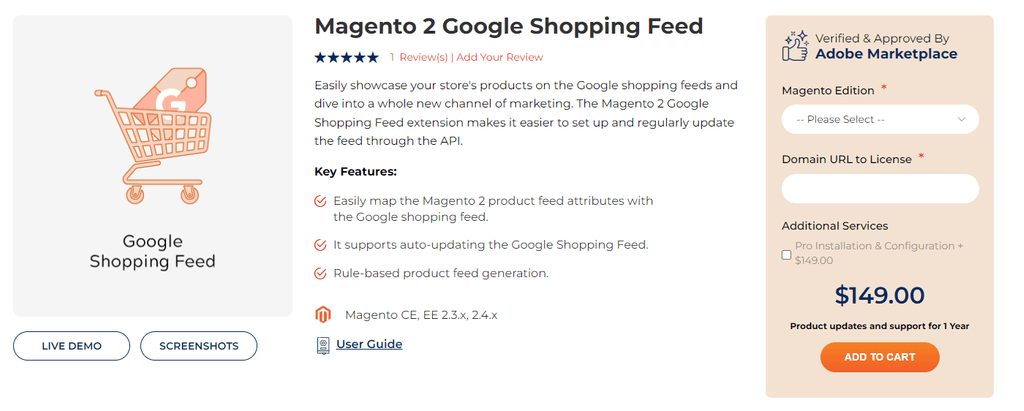 G
Google
Shopping Feed
LIVE DEMO
SCREENSHOTS
Magento 2 Google Shopping Feed
1 Review(s) | Add Your Review
Easily showcase your store's products on the Google shopping feeds and
dive into a whole new channel of marketing. The Magento 2 Google
Shopping Feed extension makes it easier to set up and regularly update
the feed through the API.
Key Features:
Easily map the Magento 2 product feed attributes with
the Google shopping feed.
It supports auto-updating the Google Shopping Feed.
Rule-based product feed generation.
Magento CE, EE 2.3.x, 2.4.x
User Guide
Verified & Approved By
Adobe Marketplace
Magento Edition *
-- Please Select --
Domain URL to License *
Additional Services
Pro Installation & Configuration +
$149.00
$149.00
Product updates and support for 1 Year
ADD TO CART